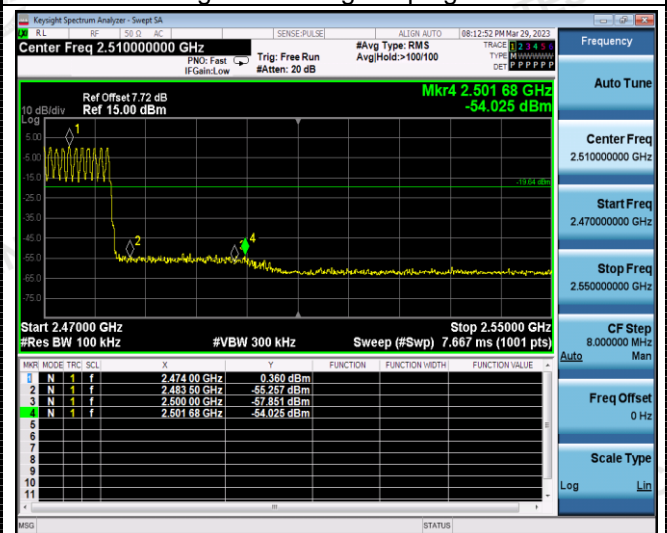 Keysight Spectrum Analyzer - Swept SA
RL RF 50 Ω AC SENSE:PULSE ALIGN AUTO 08:12:52 PM Mar 29, 2023
Center Freq 2.510000000 GHz #Avg Type: RMS TRACE 1 2 3 4 5 6
PNO: Fast Trig: Free Run Avg|Hold:>100/100 TYPE M WWWWW
IFGain:Low #Atten: 20 dB DET P P P P P P
Frequency
Auto Tune
Center Freq
2.510000000 GHz
Start Freq
2.470000000 GHz
Stop Freq
2.550000000 GHz
CF Step
8.000000 MHz
Auto Man
Freq Offset
0 Hz
Scale Type
Log Lin
Mkr4 2.501 68 GHz
-54.025 dBm
Ref Offset 7.72 dB
10 dB/div Ref 15.00 dBm
Log
5.00
-5.00
-15.0
-25.0
-35.0
-45.0
-55.0
-65.0
-75.0
1
2
4
-19.64 dBm
Start 2.47000 GHz Stop 2.55000 GHz
#Res BW 100 kHz #VBW 300 kHz Sweep (#Swp) 7.667 ms (1001 pts)
MKR MODE TRC SCL X Y FUNCTION FUNCTION WIDTH FUNCTION VALUE
1 N 1 f 2.474 00 GHz 0.360 dBm
2 N 1 f 2.483 50 GHz -55.257 dBm
3 N 1 f 2.500 00 GHz -57.851 dBm
4 N 1 f 2.501 68 GHz -54.025 dBm
5
6
7
8
9
10
11
MSG STATUS